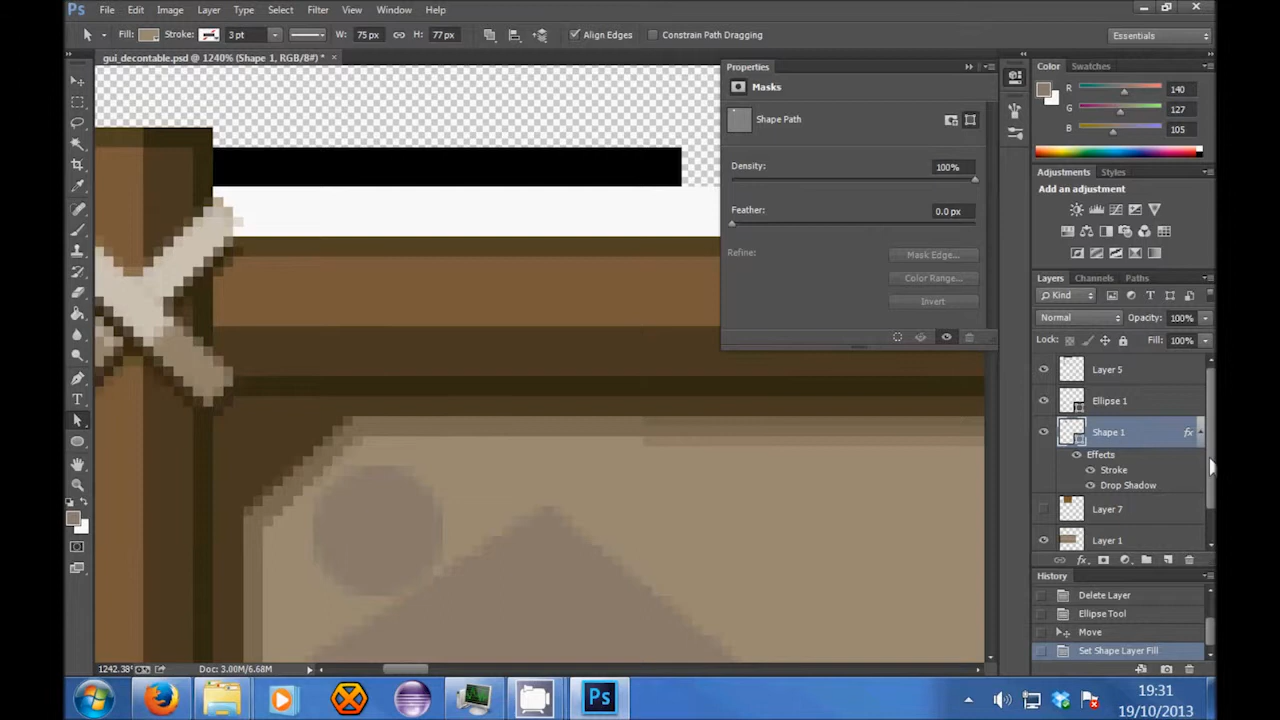 Ps File Edit Image Layer Type Select Filter View Window Help
Fill: Stroke: 3 pt W: 75 px H: 77 px Align Edges Constrain Path Dragging Essentials
gui_decontable.psd @ 1240% (Shape 1, RGB/8#) * ×
Properties
Masks
Shape Path
Density: 100%
Feather: 0.0 px
Refine: Mask Edge...
Color Range...
Invert
Color Swatches
R 140
G 127
B 105
Adjustments Styles
Add an adjustment
Layers Channels Paths
Kind
Normal Opacity: 100%
Lock: Fill: 100%
Layer 5
Ellipse 1
Shape 1 fx
Effects
Stroke
Drop Shadow
Layer 7
Layer 1
fx
History
Delete Layer
Ellipse Tool
Move
Set Shape Layer Fill
T
Doc: 3.00M/6.68M
Ps
19:31
19/10/2013